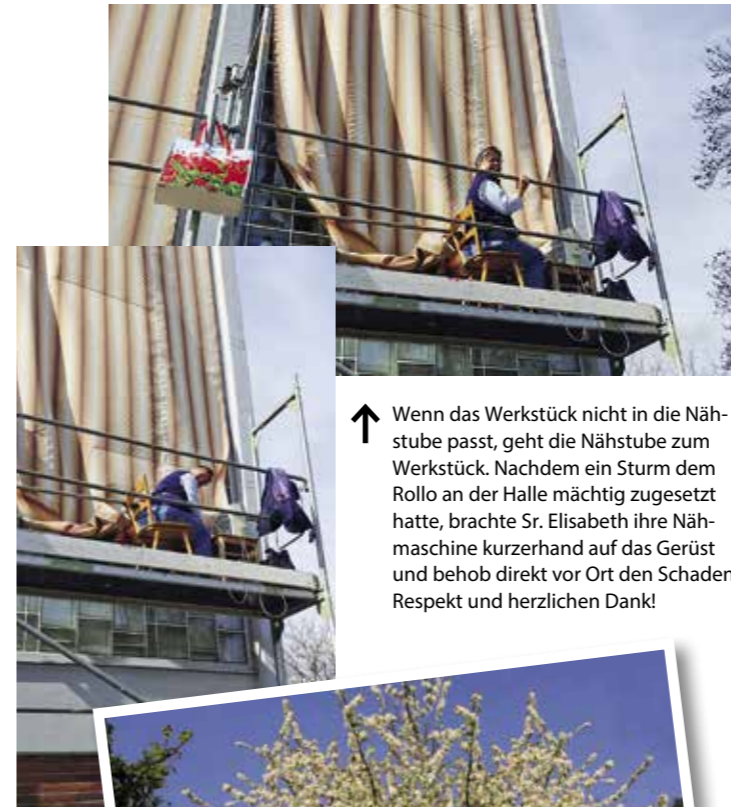 ↑ Wenn das Werkstück nicht in die Näh-
stube passt, geht die Nähstube zum
Werkstück. Nachdem ein Sturm dem
Rollo an der Halle mächtig zugesetzt
hatte, brachte Sr. Elisabeth ihre Näh-
maschine kurzerhand auf das Gerüst
und behob direkt vor Ort den Schaden
Respekt und herzlichen Dank!